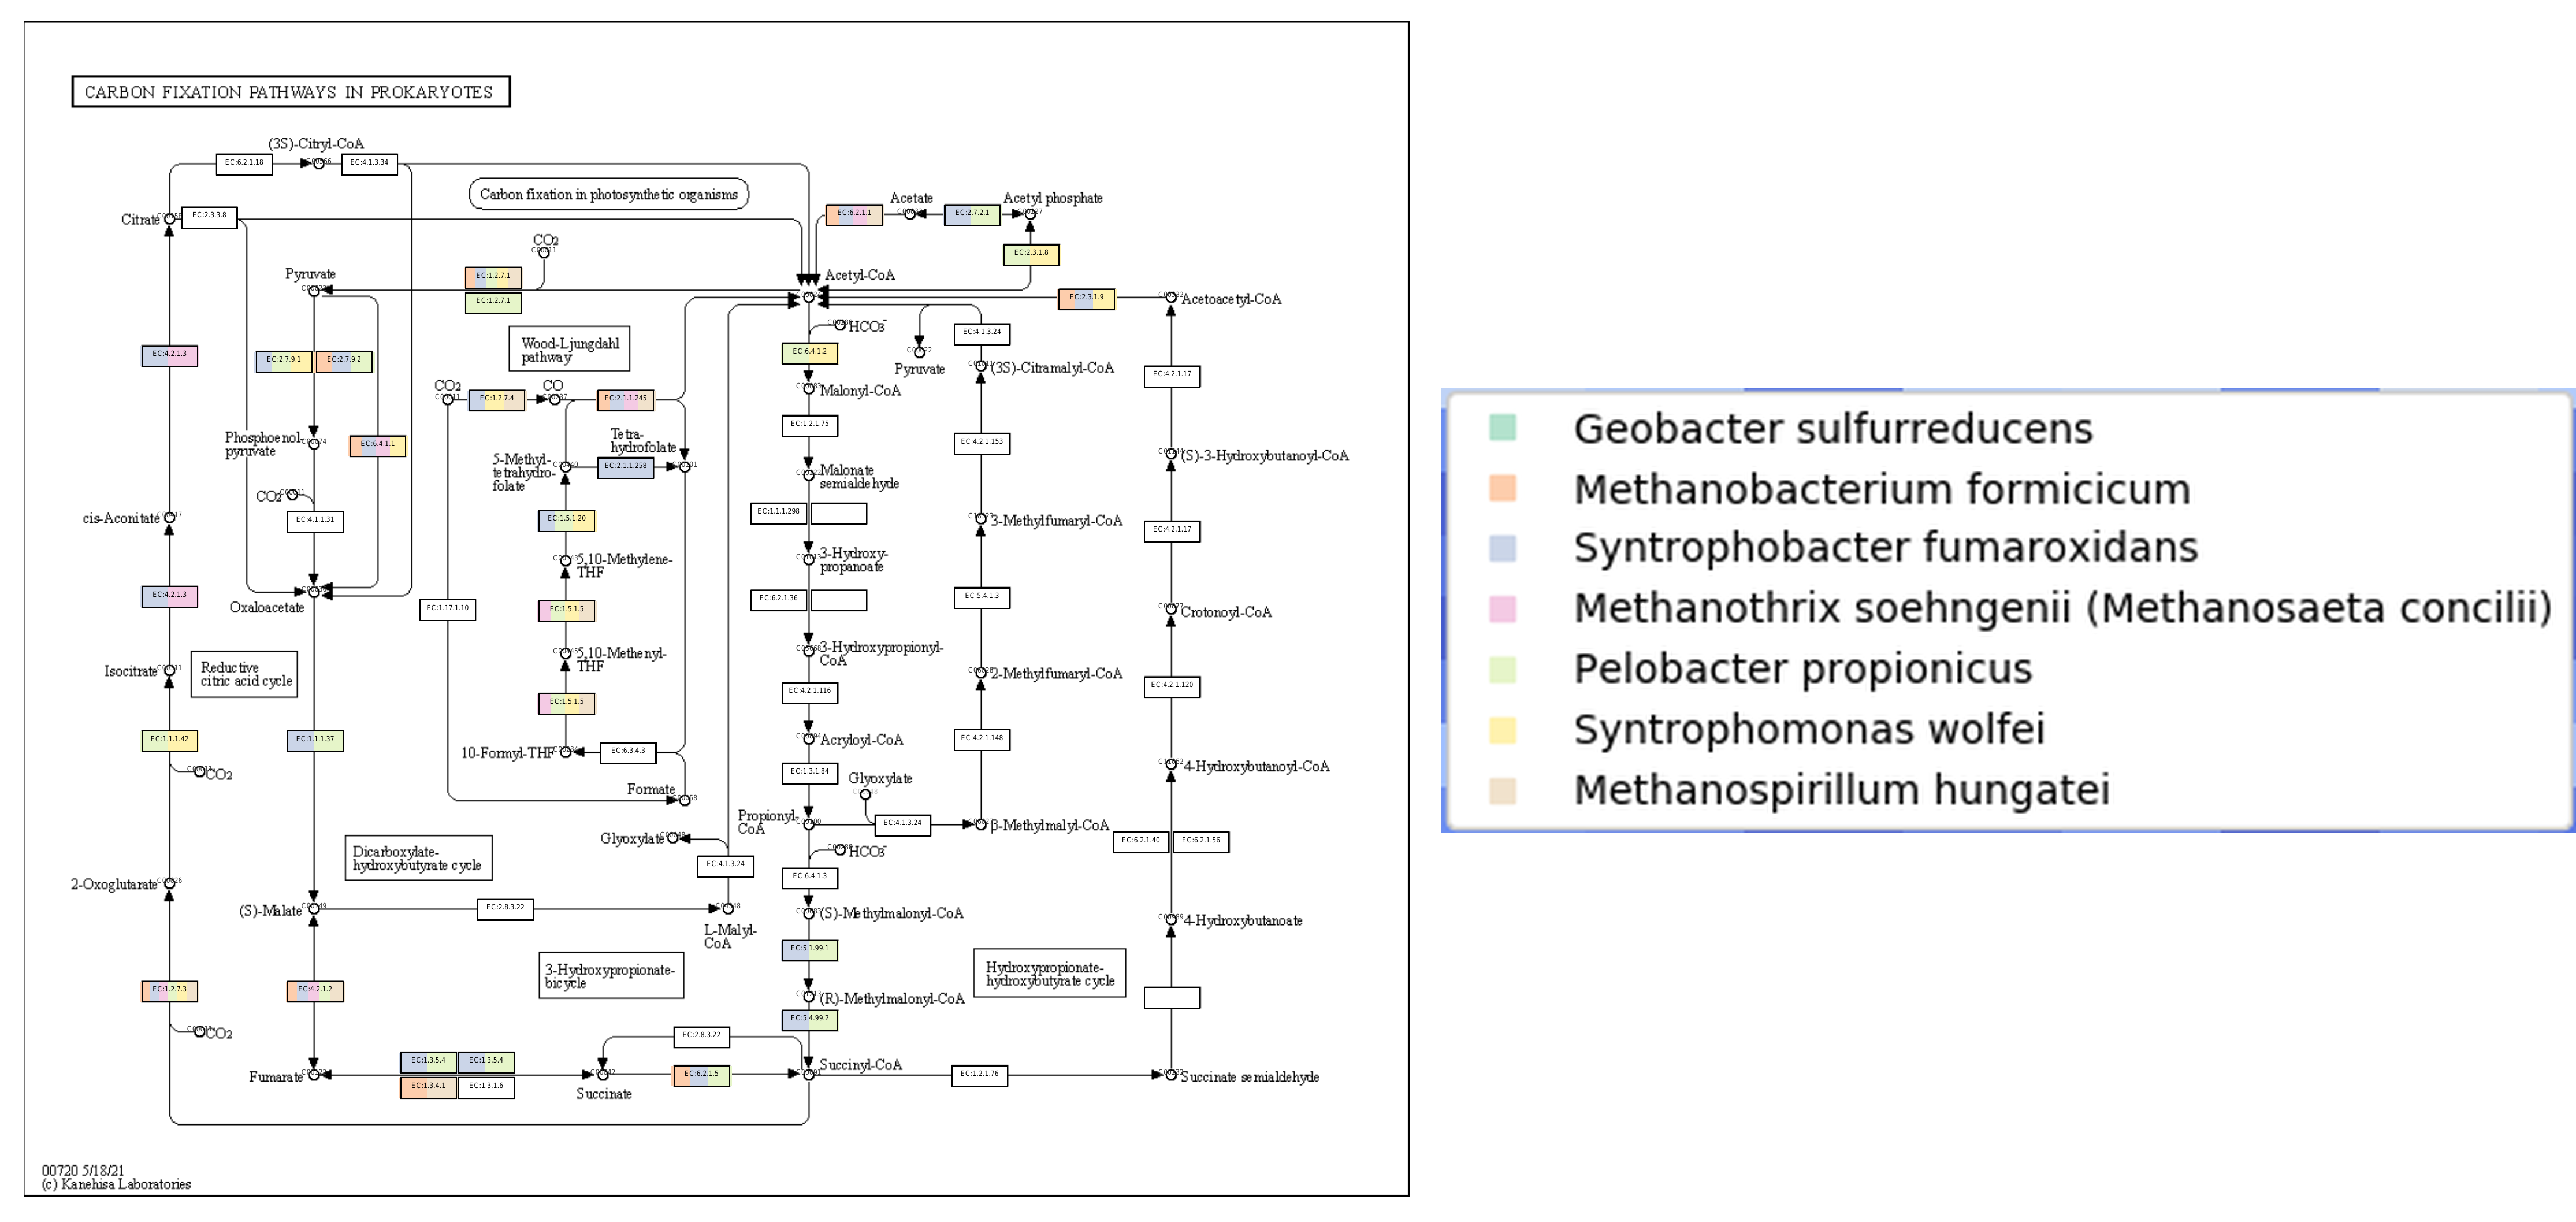 CARBON FIXATION PATHWAYS IN PROKARYOTES
(3S)-Citryl-CoA
EC:6.2.1.18
EC:4.1.3.34
Carbon fixation in photosynthetic organisms
Citrate
EC:2.3.3.8
EC:6.2.1.1
Acetate
EC:2.7.2.1
Acetyl phosphate
EC:2.3.1.8
CO2
Pyruvate
EC:1.2.7.1
EC:1.2.7.1
Acetyl-CoA
EC:2.3.1.9
Acetoacetyl-CoA
HCO3-
Wood-Ljungdahl
pathway
EC:4.2.1.3
EC:2.7.9.1
EC:2.7.9.2
EC:6.4.1.2
EC:4.1.3.24
Pyruvate
(3S)-Citramalyl-CoA
EC:4.2.1.17
CO2
EC:1.2.7.4
CO
EC:2.1.1.245
Malonyl-CoA
EC:1.2.1.75
Phosphoenol-
pyruvate
EC:6.4.1.1
Tetra-
hydrofolate
EC:2.1.1.258
5-Methyl-
tetrahydro-
folate
Malonate
semialdehyde
EC:4.2.1.153
(S)-3-Hydroxybutanoyl-CoA
CO2
EC:4.1.1.31
cis-Aconitate
EC:1.5.1.20
EC:1.1.1.298
3-Methylfumaryl-CoA
EC:4.2.1.17
5,10-Methylene-
THF
3-Hydroxy-
propanoate
EC:4.2.1.3
Oxaloacetate
EC:1.17.1.10
EC:1.5.1.5
EC:6.2.1.36
EC:5.4.1.3
Crotonoyl-CoA
Isocitrate
Reductive
citric acid cycle
5,10-Methenyl-
THF
3-Hydroxypropionyl-
CoA
2-Methylfumaryl-CoA
EC:4.2.1.120
EC:1.5.1.5
EC:4.2.1.116
EC:1.1.1.42
EC:1.1.1.37
10-Formyl-THF
EC:6.3.4.3
Acryloyl-CoA
EC:4.2.1.148
4-Hydroxybutanoyl-CoA
CO2
Formate
EC:1.3.1.84
Glyoxylate
Propionyl-
CoA
EC:4.1.3.24
β-Methylmalyl-CoA
EC:6.2.1.40
EC:6.2.1.56
Dicarboxylate-
hydroxybutyrate cycle
Glyoxylate
EC:4.1.3.24
HCO3-
EC:6.4.1.3
2-Oxoglutarate
(S)-Malate
EC:2.8.3.22
L-Malyl-
CoA
(S)-Methylmalonyl-CoA
4-Hydroxybutanoate
EC:5.1.99.1
3-Hydroxypropionate-
bicycle
Hydroxypropionate-
hydroxybutyrate cycle
EC:1.2.7.3
EC:4.2.1.2
(R)-Methylmalonyl-CoA
EC:5.4.99.2
CO2
EC:2.8.3.22
Fumarate
EC:1.3.5.4
EC:1.3.5.4
EC:1.3.4.1
EC:1.3.1.6
Succinate
EC:6.2.1.5
Succinyl-CoA
EC:1.2.1.76
Succinate semialdehyde
00720 5/18/21
(c) Kanehisa Laboratories
Geobacter sulfurreducens
Methanobacterium formicicum
Syntrophobacter fumaroxidans
Methanothrix soehngenii (Methanosaeta concilii)
Pelobacter propionicus
Syntrophomonas wolfei
Methanospirillum hungatei